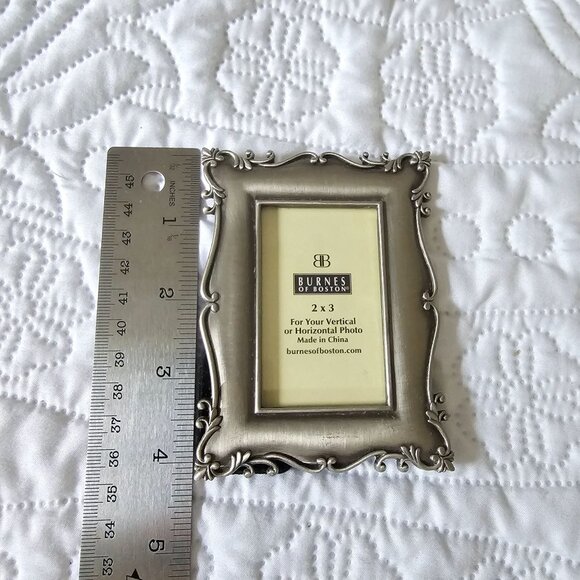 BB
BURNES
OF BOSTON®
2 x 3
For Your Vertical
or Horizontal Photo
Made in China
burnesofboston.com
INCHES
1
2
3
4
5
45
44
43
42
41
40
39
38
37
36
35
34
33